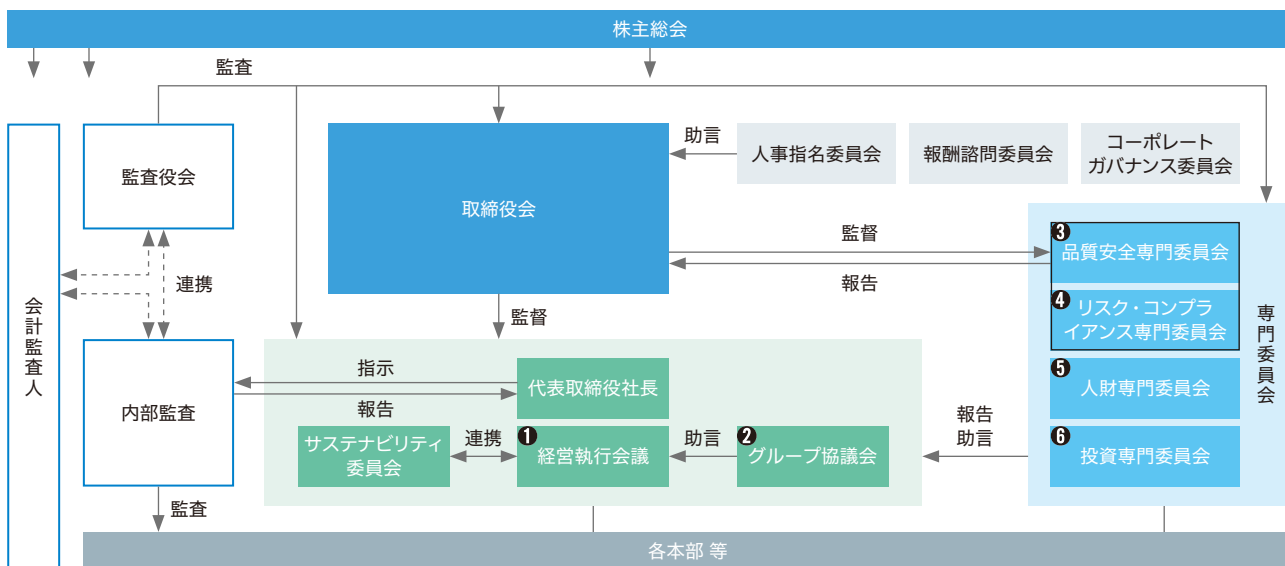 株主総会
監査
監査役会
取締役会
助言
人事指名委員会
報酬諮問委員会
コーポレート
ガバナンス委員会
連携
監督
報告
❸
品質安全専門委員会
❹
リスク・コンプラ
イアンス専門委員会
❺
人財専門委員会
❻
投資専門委員会
専門委員会
会計監査人
監督
内部監査
指示
報告
代表取締役社長
サステナビリティ
委員会
連携
❶
経営執行会議
助言
❷
グループ協議会
報告
助言
監査
各本部 等